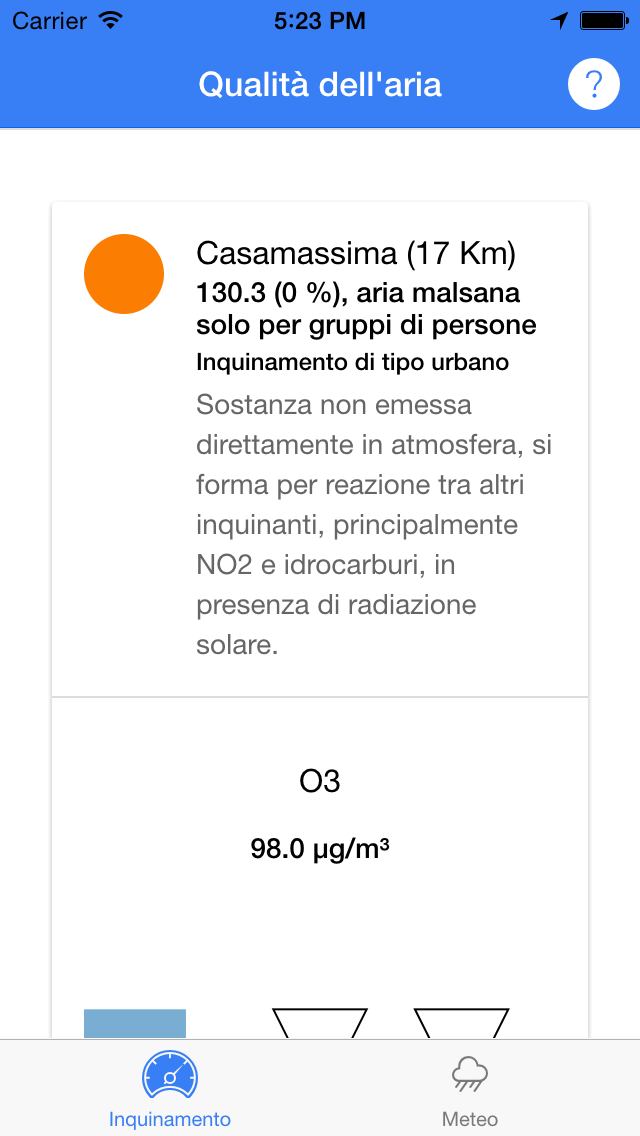 Carrier 5:23 PM
Qualità dell'aria ?
Casamassima (17 Km)
130.3 (0 %), aria malsana
solo per gruppi di persone
Inquinamento di tipo urbano
Sostanza non emessa
direttamente in atmosfera, si
forma per reazione tra altri
inquinanti, principalmente
NO2 e idrocarburi, in
presenza di radiazione
solare.
O3
98.0 µg/m³
Inquinamento Meteo